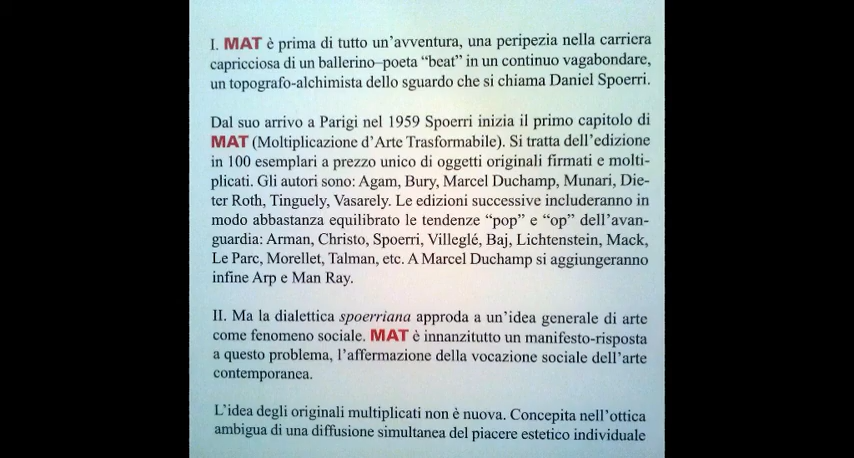 I. MAT è prima di tutto un'avventura, una peripezia nella carriera
capricciosa di un ballerino–poeta “beat” in un continuo vagabondare,
un topografo-alchimista dello sguardo che si chiama Daniel Spoerri.
Dal suo arrivo a Parigi nel 1959 Spoerri inizia il primo capitolo di
MAT (Moltiplicazione d'Arte Trasformabile). Si tratta dell'edizione
in 100 esemplari a prezzo unico di oggetti originali firmati e molti-
plicati. Gli autori sono: Agam, Bury, Marcel Duchamp, Munari, Die-
ter Roth, Tinguely, Vasarely. Le edizioni successive includeranno in
modo abbastanza equilibrato le tendenze “pop” e “op” dell'avan-
guardia: Arman, Christo, Spoerri, Villeglé, Baj, Lichtenstein, Mack,
Le Parc, Morellet, Talman, etc. A Marcel Duchamp si aggiungeranno
infine Arp e Man Ray.
II. Ma la dialettica spoerriana approda a un'idea generale di arte
come fenomeno sociale. MAT è innanzitutto un manifesto-risposta
a questo problema, l'affermazione della vocazione sociale dell'arte
contemporanea.
L'idea degli originali multiplicati non è nuova. Concepita nell'ottica
ambigua di una diffusione simultanea del piacere estetico individuale